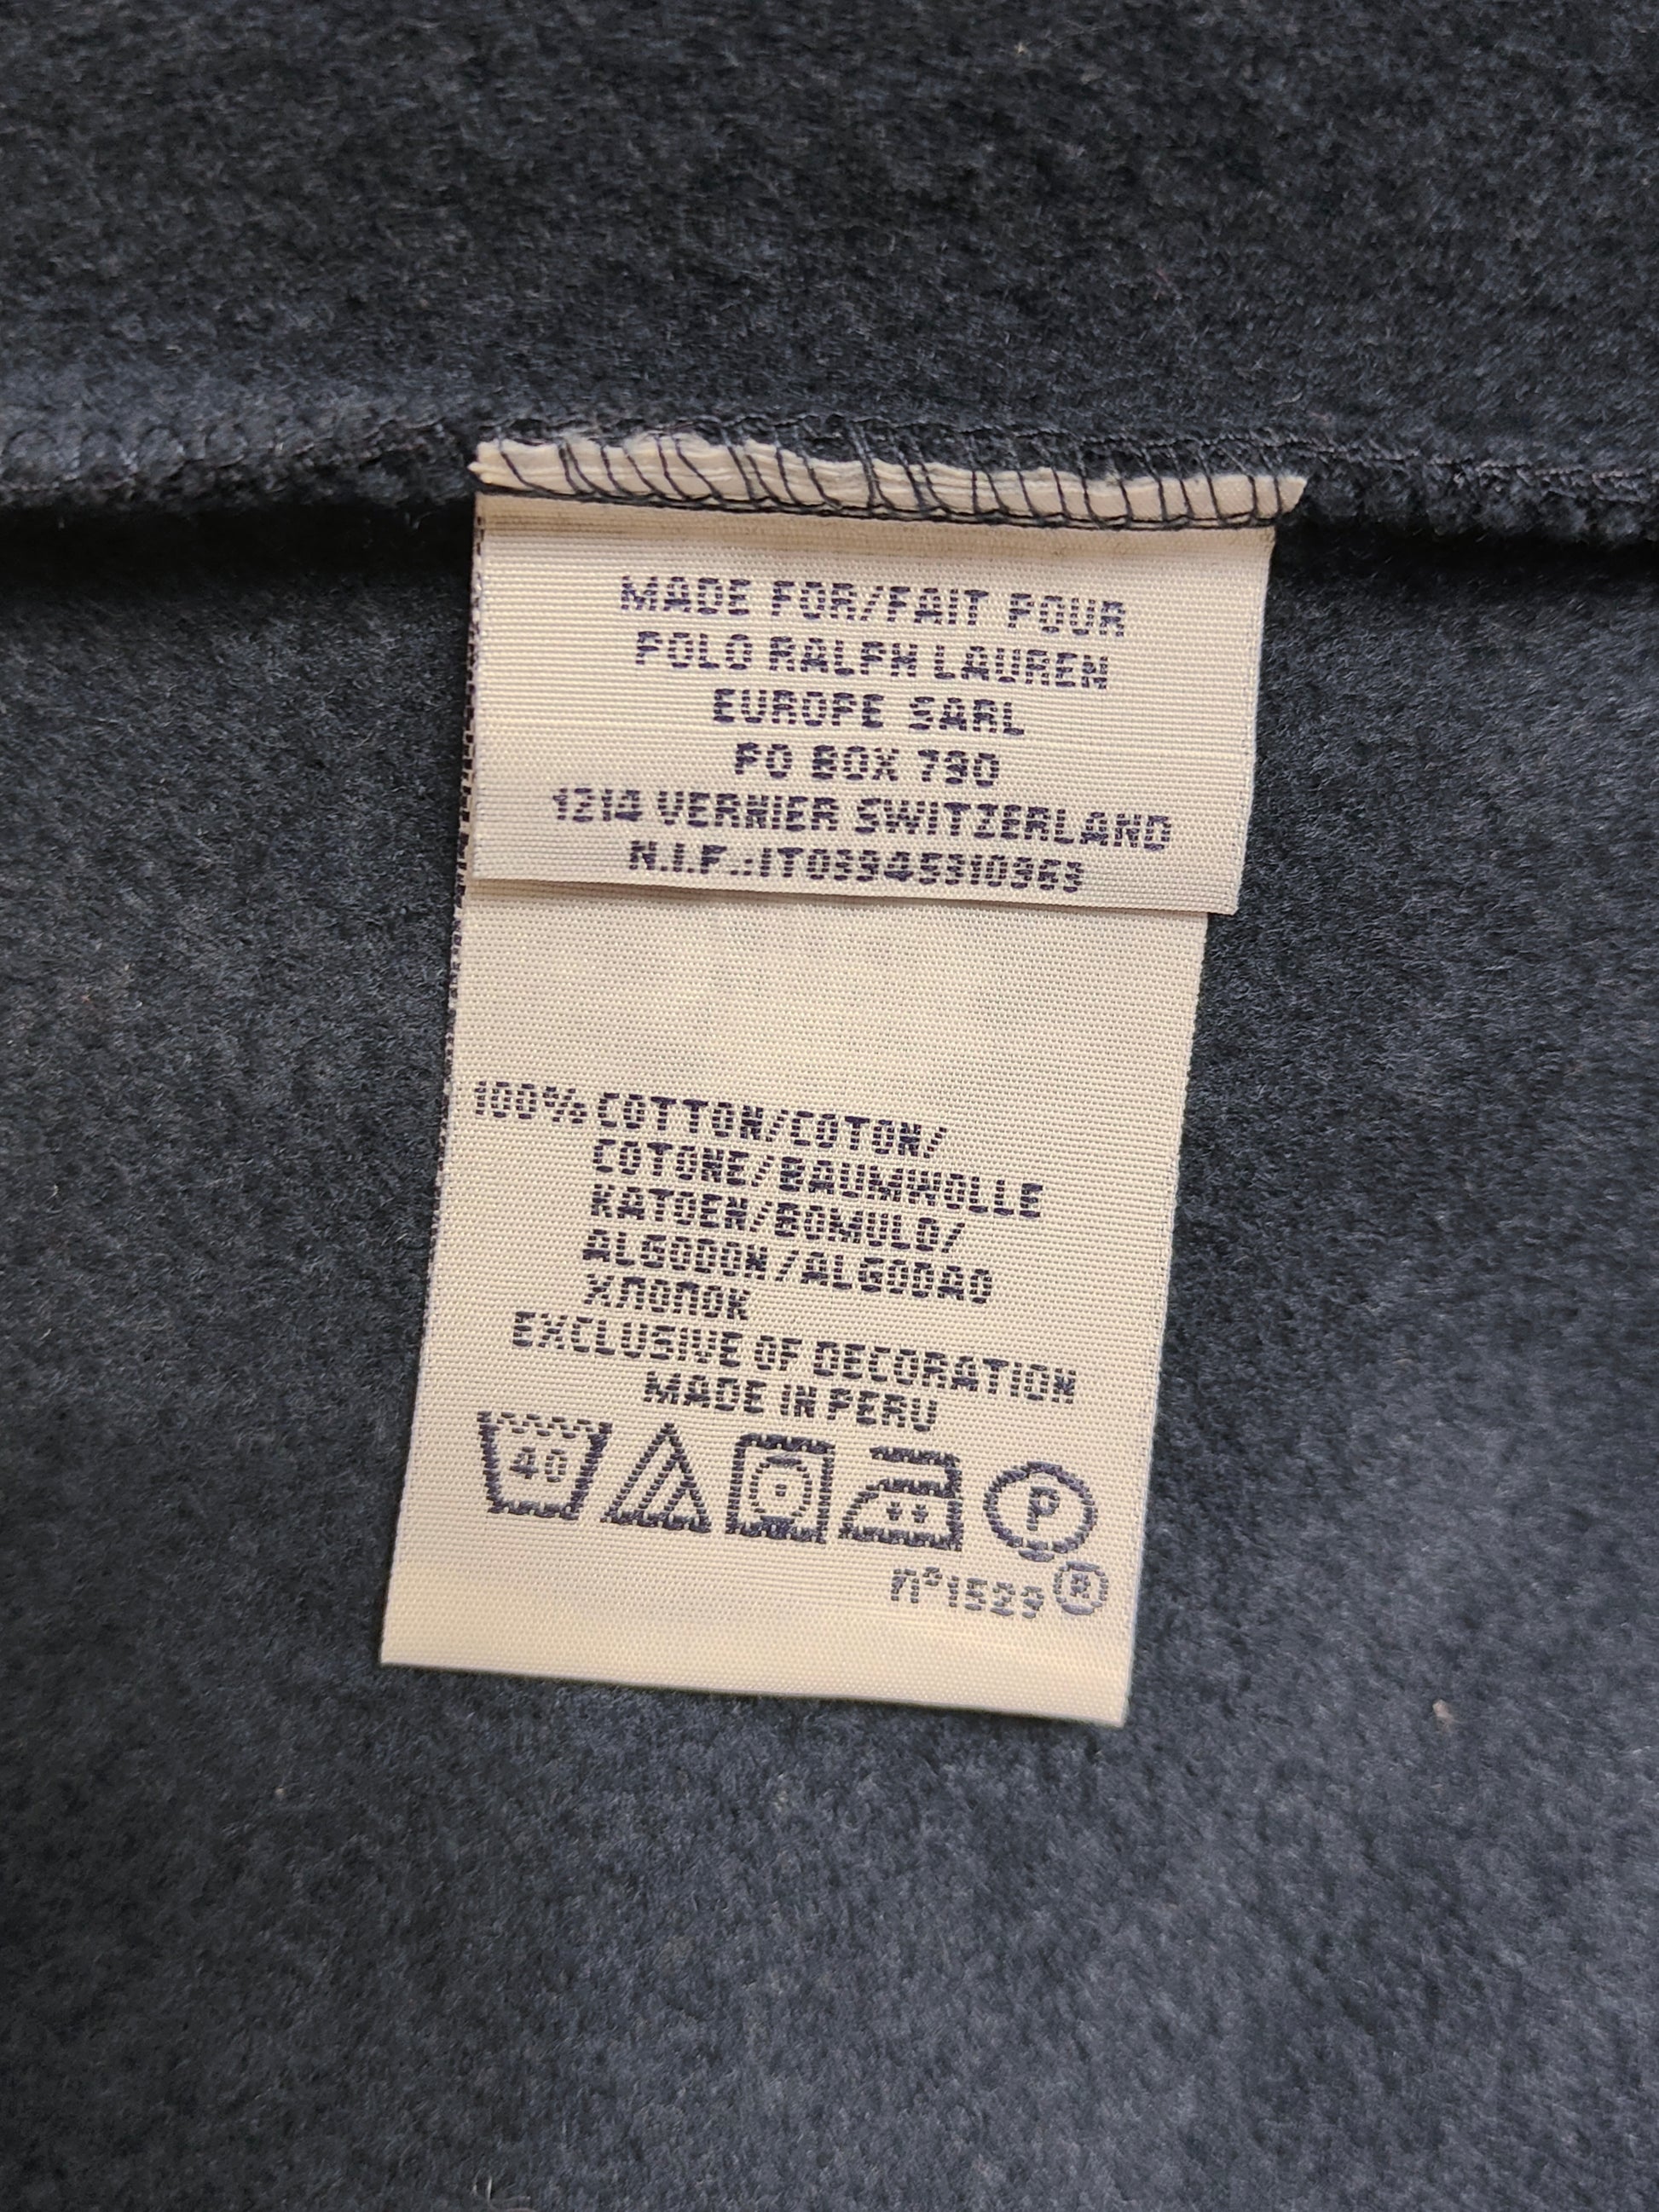 MADE FOR/FAIT POUR
POLO RALPH LAUREN
EUROPE SARL
PO BOX 790
1214 VERNIER SWITZERLAND
N.I.F.:IT03945310963
100% COTTON/COTON/
COTONE/BAUMWOLLE
KATOEN/BOMULD/
ALGODON/ALGODAO
ХЛОПОК
EXCLUSIVE OF DECORATION
MADE IN PERU
40 P
n°1529 ®